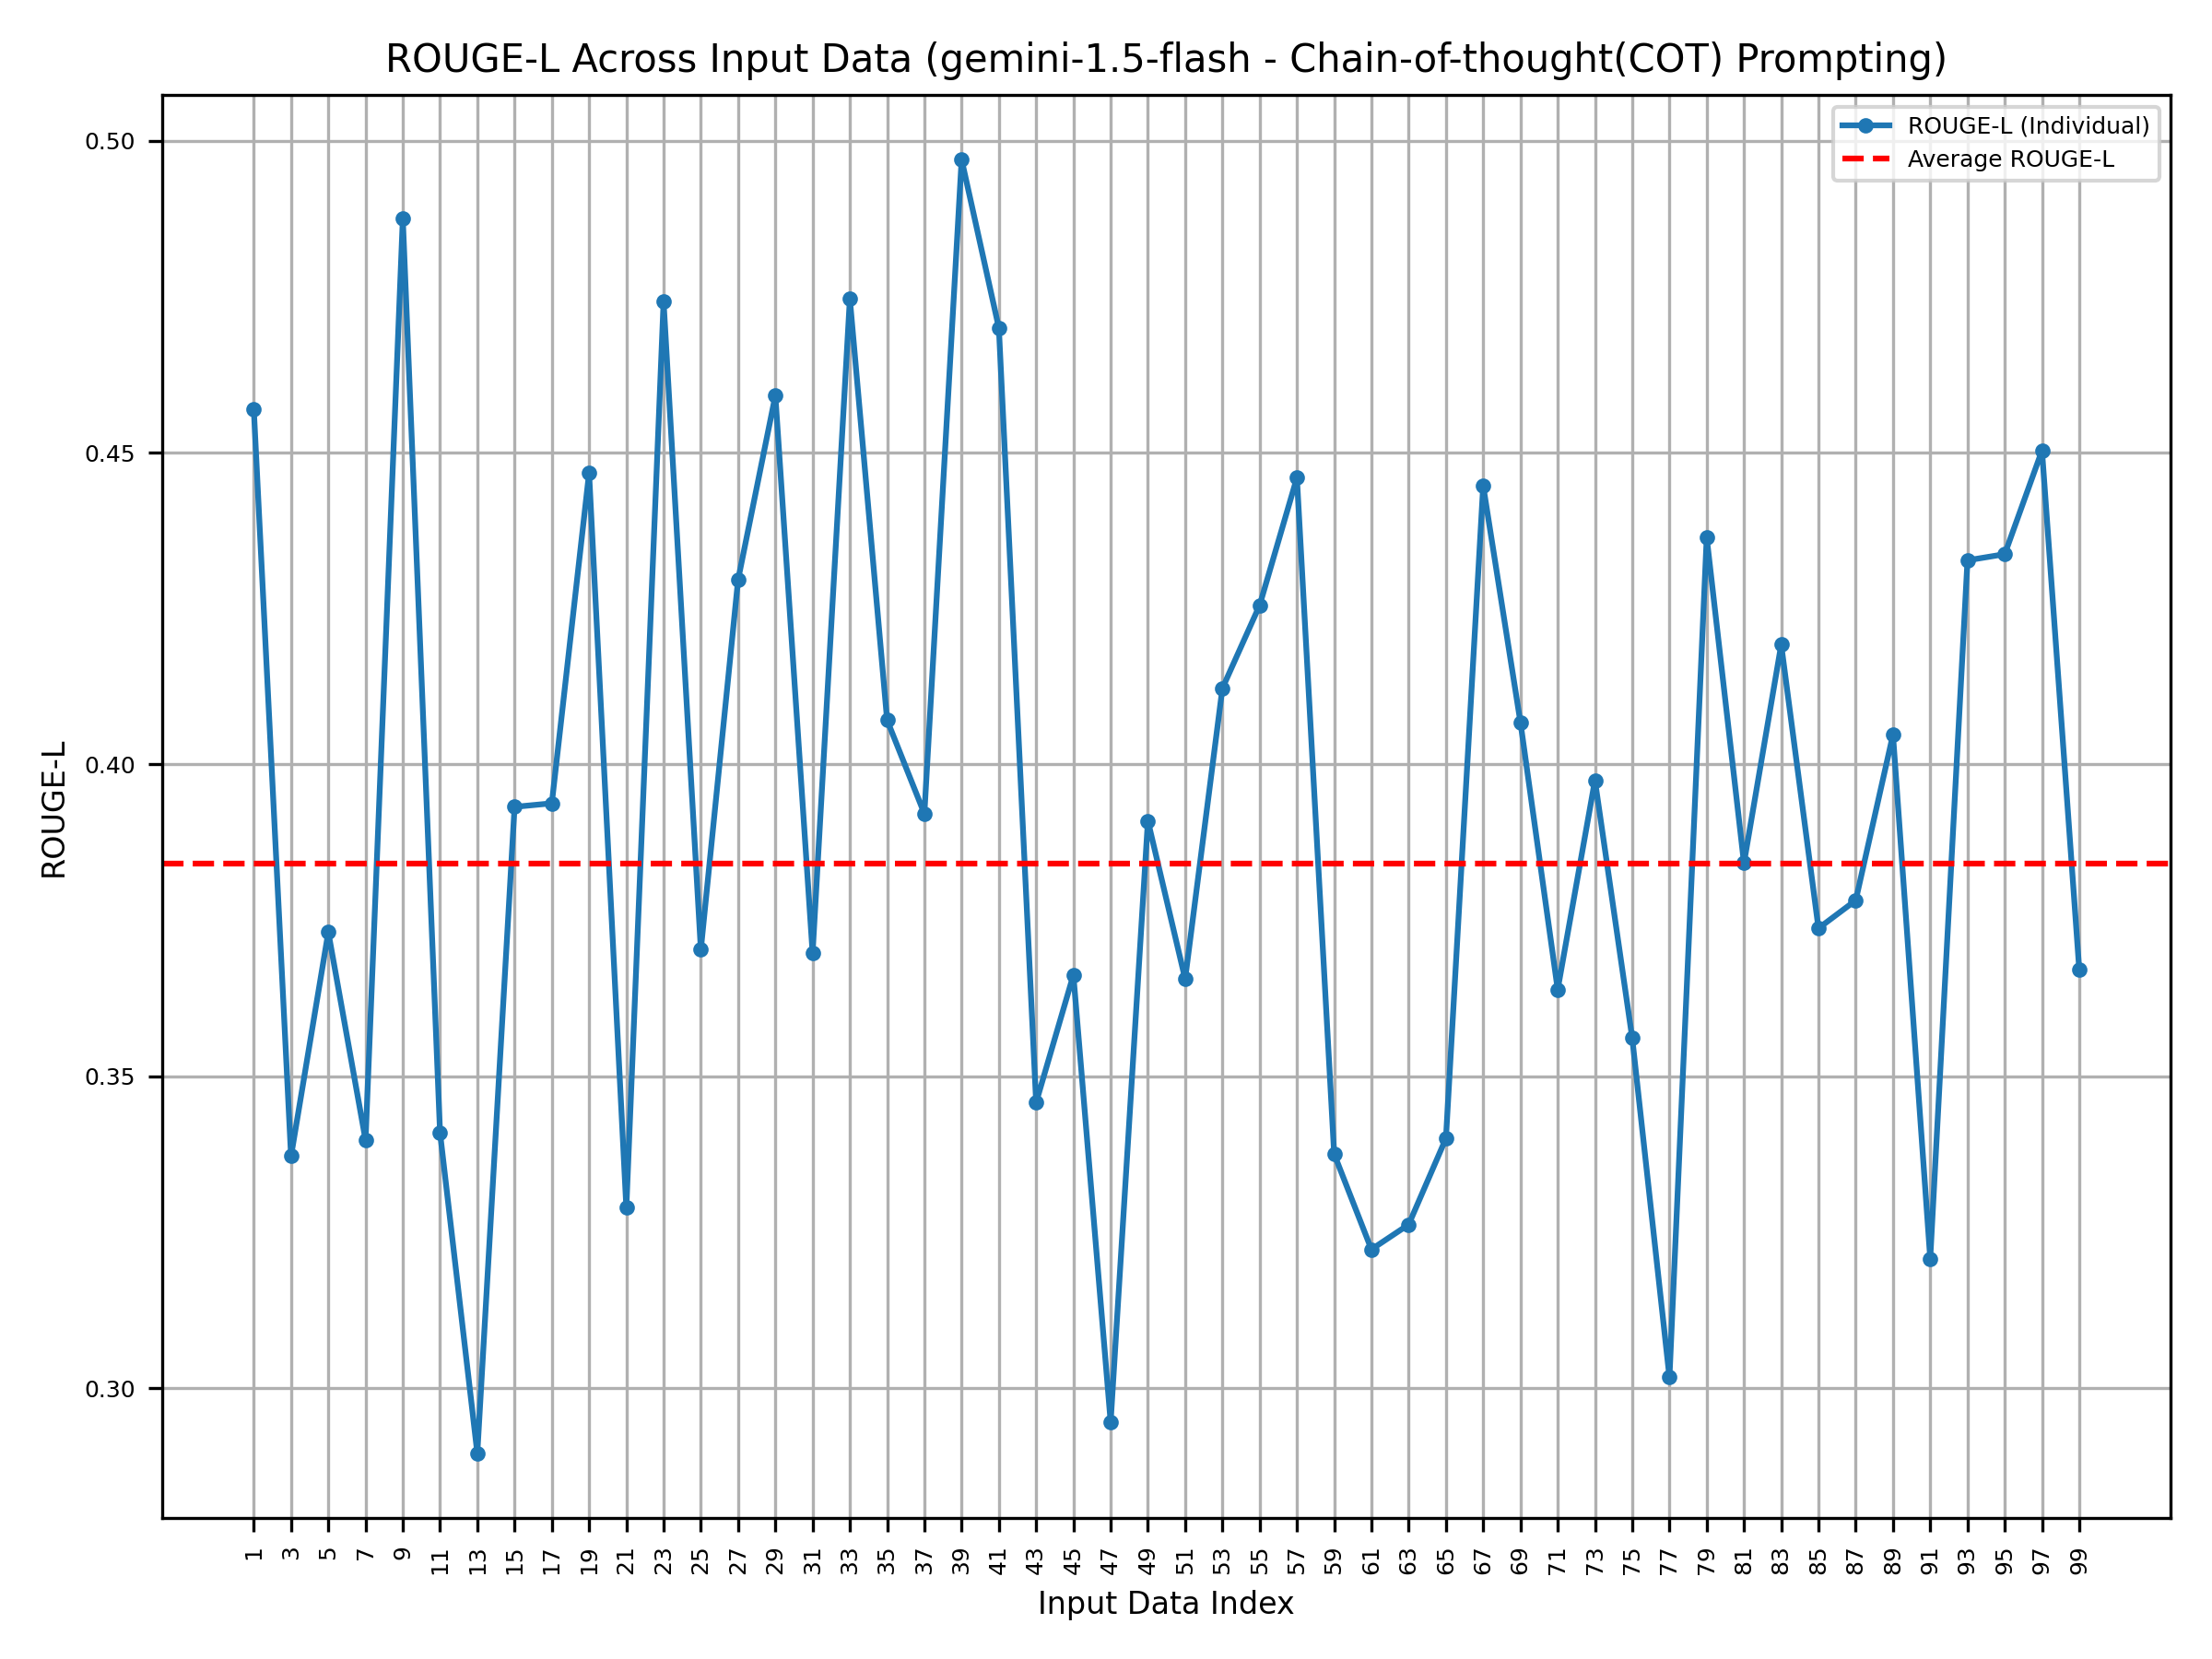 ROUGE-L Across Input Data (gemini-1.5-flash - Chain-of-thought(COT) Prompting)
ROUGE-L (Individual)
Average ROUGE-L
0.50
0.45
0.40
0.35
0.30
ROUGE-L
1 3 5 7 9 11 13 15 17 19 21 23 25 27 29 31 33 35 37 39 41 43 45 47 49 51 53 55 57 59 61 63 65 67 69 71 73 75 77 79 81 83 85 87 89 91 93 95 97 99
Input Data Index